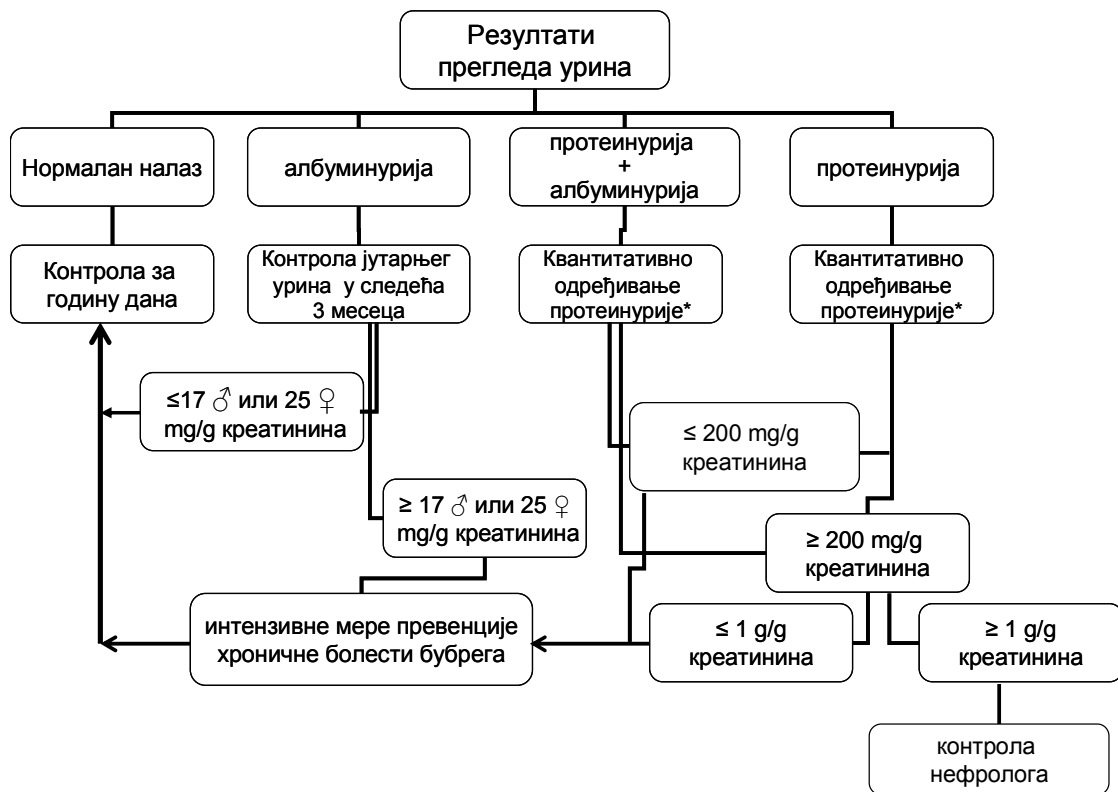 Резултати
прегледа урина
Нормалан налаз
албуминурија
протеинурија
+
албуминурија
протеинурија
Контрола за
годину дана
Контрола јутарњег
урина у следећа
3 месеца
Квантитативно
одређивање
протеинурије*
Квантитативно
одређивање
протеинурије*
≤17 ♂ или 25 ♀
mg/g креатинина
≤ 200 mg/g
креатинина
≥ 17 ♂ или 25 ♀
mg/g креатинина
≥ 200 mg/g
креатинина
интензивне мере превенције
хроничне болести бубрега
≤ 1 g/g
креатинина
≥ 1 g/g
креатинина
контрола
нефролога